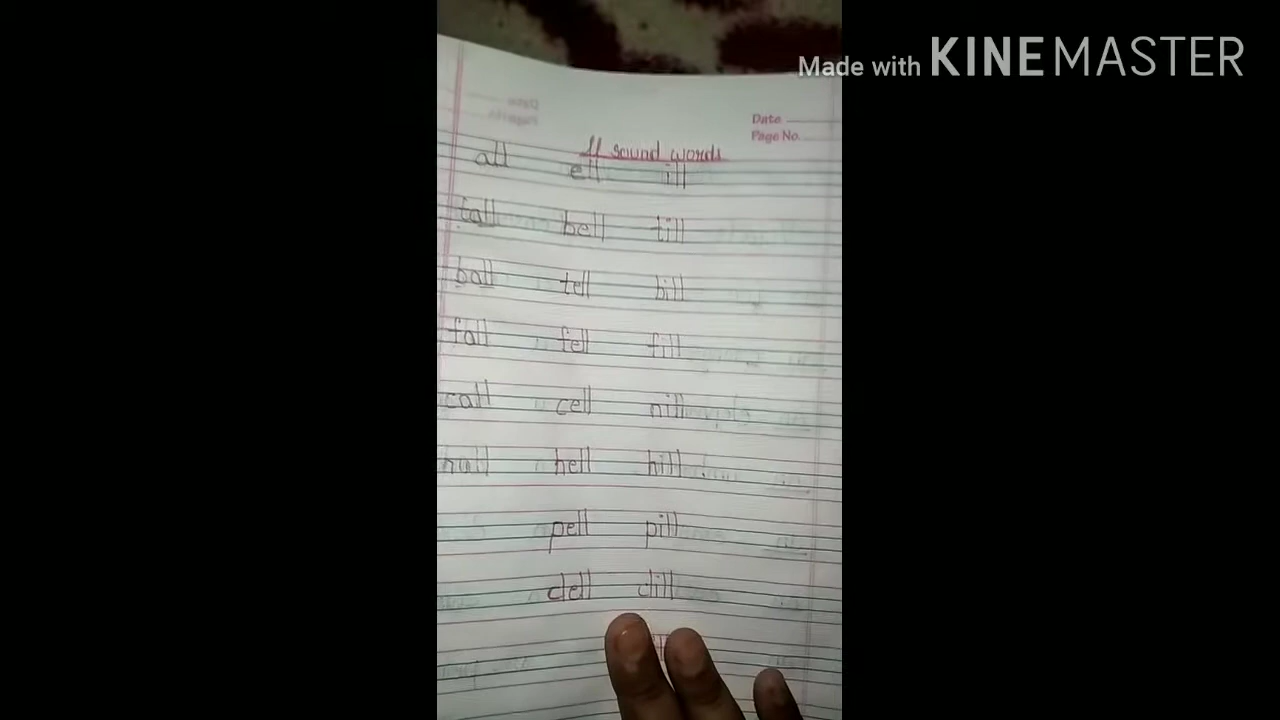 Made with KINEMASTER
Date
Page No.
ll sound words
all ell ill
tall bell till
ball tell bill
fall fell fill
call cell nill
hall hell hill
pell pill
dell dill